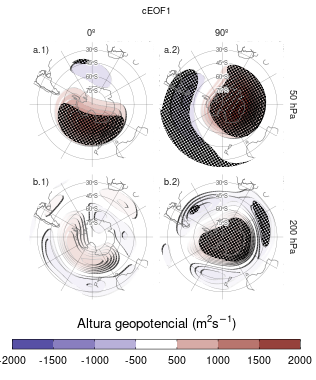 cEOF1
0º 90º
a.1) a.2)
30°S 30°S
45°S 45°S
60°S 60°S
75°S 75°S
50 hPa
b.1) b.2)
30°S 30°S
45°S 45°S
60°S 60°S
75°S 75°S
200 hPa
Altura geopotencial (m²s⁻¹)
-2000 -1500 -1000 -500 500 1000 1500 2000